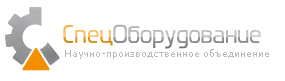 СпецОборудование
Научно-производственное объединение